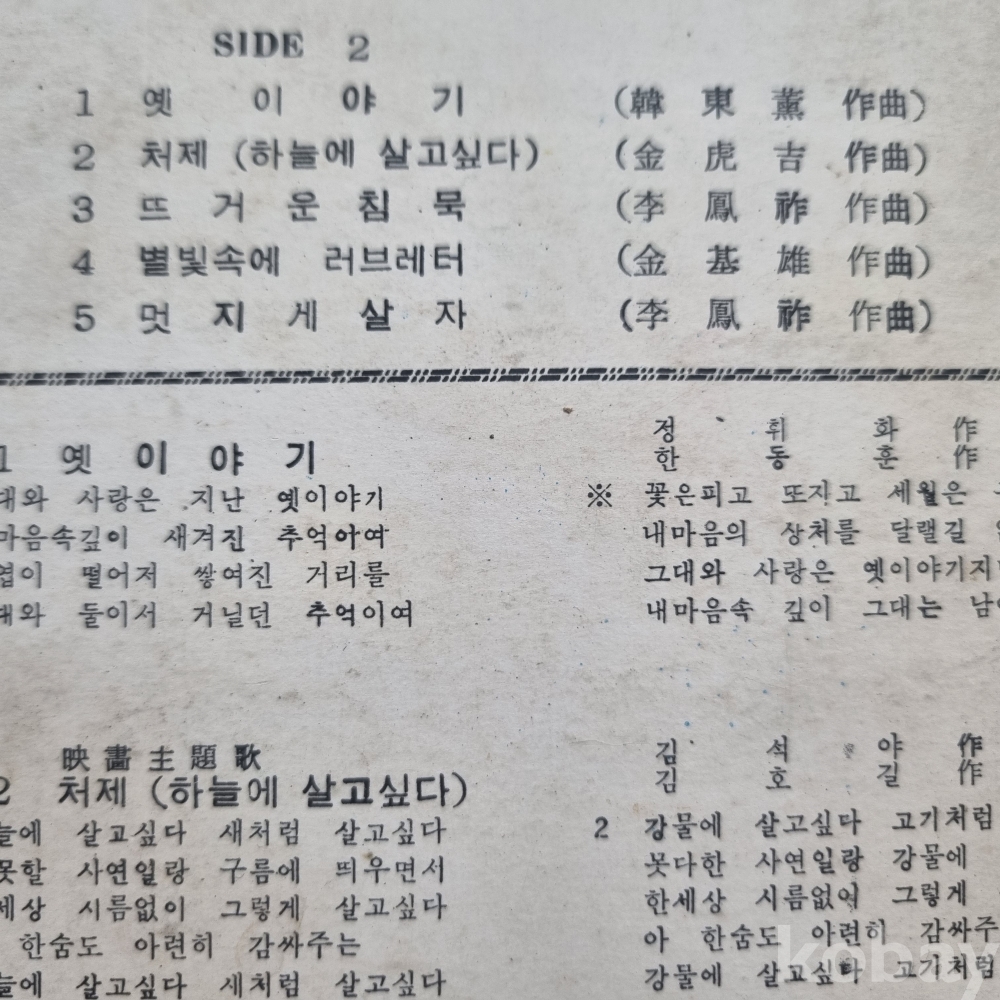 SIDE 2
1 옛 이 야 기 (韓 東 薰 作曲)
2 처제 (하늘에 살고싶다) (金 虎 吉 作曲)
3 뜨 거 운 침 묵 (李 鳳 祚 作曲)
4 별빛속에 러브레터 (金 基 雄 作曲)
5 멋 지 게 살 자 (李 鳳 祚 作曲)
1 옛 이 야 기
대와 사랑은 지난 옛이야기
마음속깊이 새겨진 추억아여
엽이 떨어저 쌓여진 거리를
대와 둘이서 거닐던 추억이여
정 휘 화 作
한 동 훈 作
※ 꽃은피고 또지고 세월은
내마음의 상처를 달랠길
그대와 사랑은 옛이야기지
내마음속 깊이 그대는 남
映畵主題歌
2 처제 (하늘에 살고싶다)
늘에 살고싶다 새처럼 살고싶다
못할 사연일랑 구름에 띄우면서
세상 시름없이 그렇게 살고싶다
한숨도 아련히 감싸주는
늘에 살고싶다 새처럼 살고싶다
김 석 야 作
김 호 길 作
2 강물에 살고싶다 고기처럼
못다한 사연일랑 강물에
한세상 시름없이 그렇게
아 한숨도 아련히 감싸주
강물에 살고싶다 고기처럼
kobay